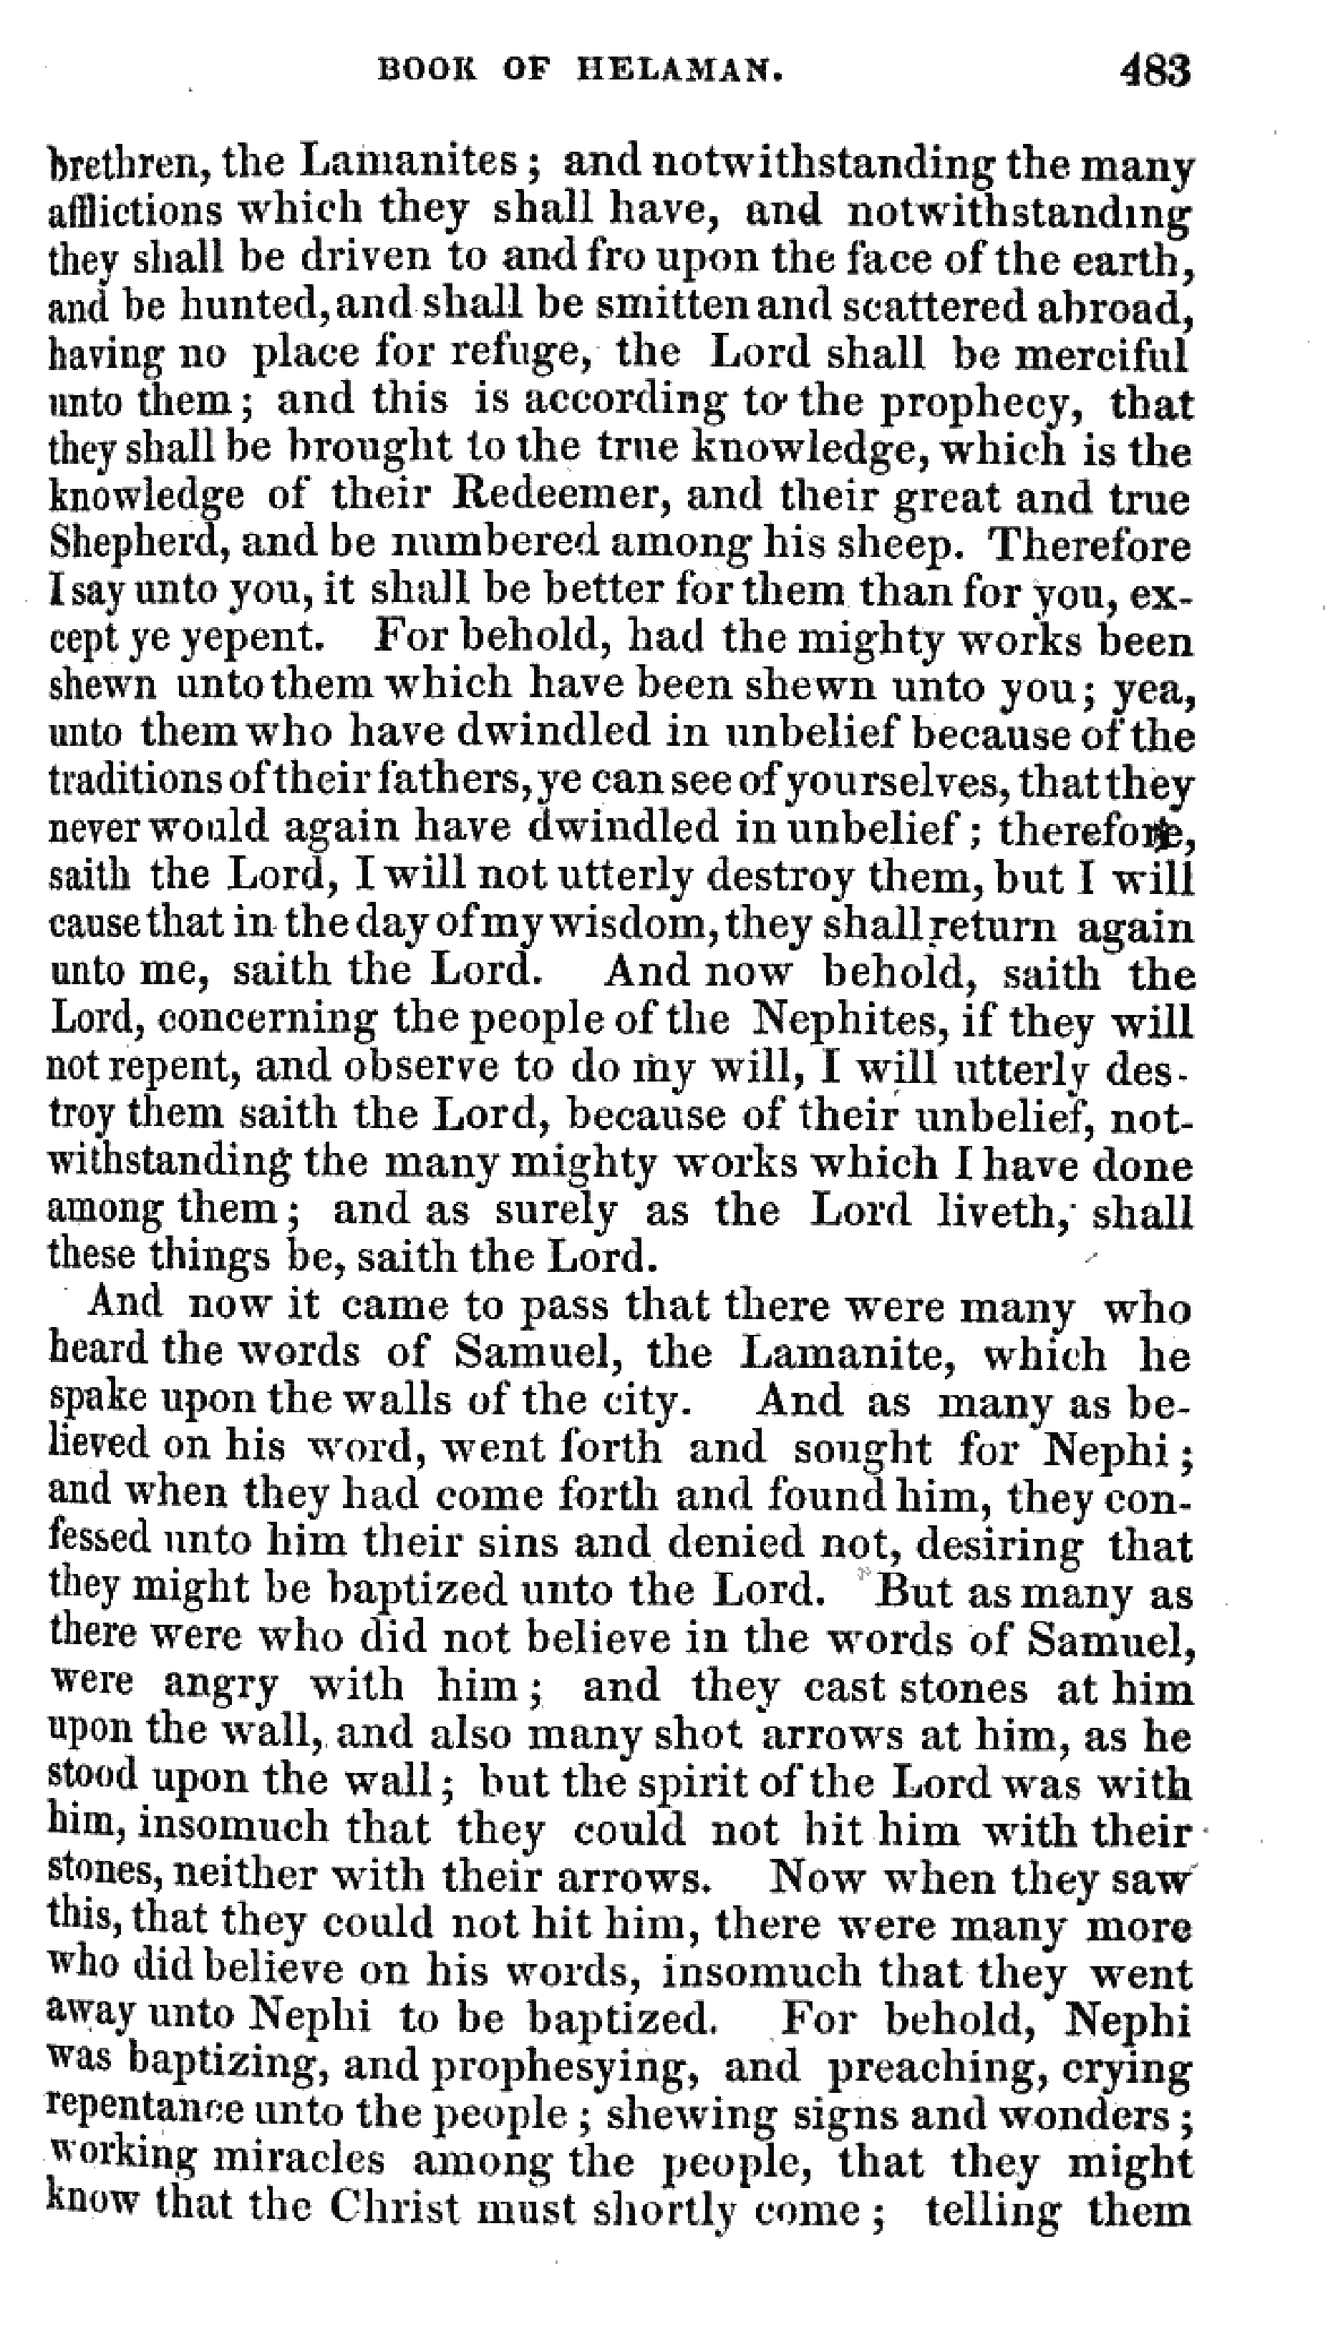 BOOK OF HELAMAN. 483
brethren, the Lamanites; and notwithstanding the many
afflictions which they shall have, and notwithstanding
they shall be driven to and fro upon the face of the earth,
and be hunted, and shall be smitten and scattered abroad,
having no place for refuge, the Lord shall be merciful
unto them; and this is according to the prophecy, that
they shall be brought to the true knowledge, which is the
knowledge of their Redeemer, and their great and true
Shepherd, and be numbered among his sheep. Therefore
I say unto you, it shall be better for them than for you, ex-
cept ye yepent. For behold, had the mighty works been
shewn unto them which have been shewn unto you; yea,
unto them who have dwindled in unbelief because of the
traditions of their fathers, ye can see of yourselves, that they
never would again have dwindled in unbelief; therefore,
saith the Lord, I will not utterly destroy them, but I will
cause that in the day of my wisdom, they shall return again
unto me, saith the Lord. And now behold, saith the
Lord, concerning the people of the Nephites, if they will
not repent, and observe to do my will, I will utterly des-
troy them saith the Lord, because of their unbelief, not-
withstanding the many mighty works which I have done
among them; and as surely as the Lord liveth, shall
these things be, saith the Lord.
And now it came to pass that there were many who
heard the words of Samuel, the Lamanite, which he
spake upon the walls of the city. And as many as be-
lieved on his word, went forth and sought for Nephi;
and when they had come forth and found him, they con-
fessed unto him their sins and denied not, desiring that
they might be baptized unto the Lord. But as many as
there were who did not believe in the words of Samuel,
were angry with him; and they cast stones at him
upon the wall, and also many shot arrows at him, as he
stood upon the wall; but the spirit of the Lord was with
him, insomuch that they could not hit him with their
stones, neither with their arrows. Now when they saw
this, that they could not hit him, there were many more
who did believe on his words, insomuch that they went
away unto Nephi to be baptized. For behold, Nephi
was baptizing, and prophesying, and preaching, crying
repentance unto the people; shewing signs and wonders;
working miracles among the people, that they might
know that the Christ must shortly come; telling them